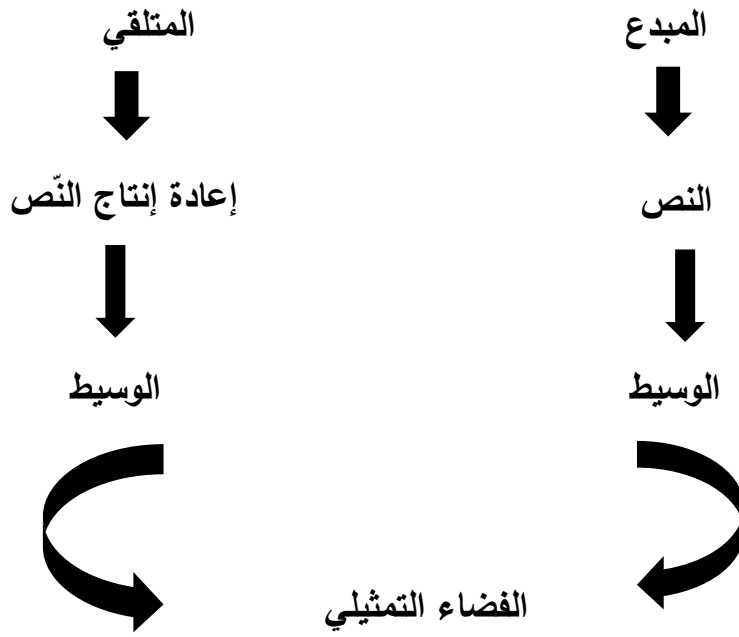 المبدع
المتلقي
النص
إعادة إنتاج النّص
الوسيط
الوسيط
الفضاء التمثيلي